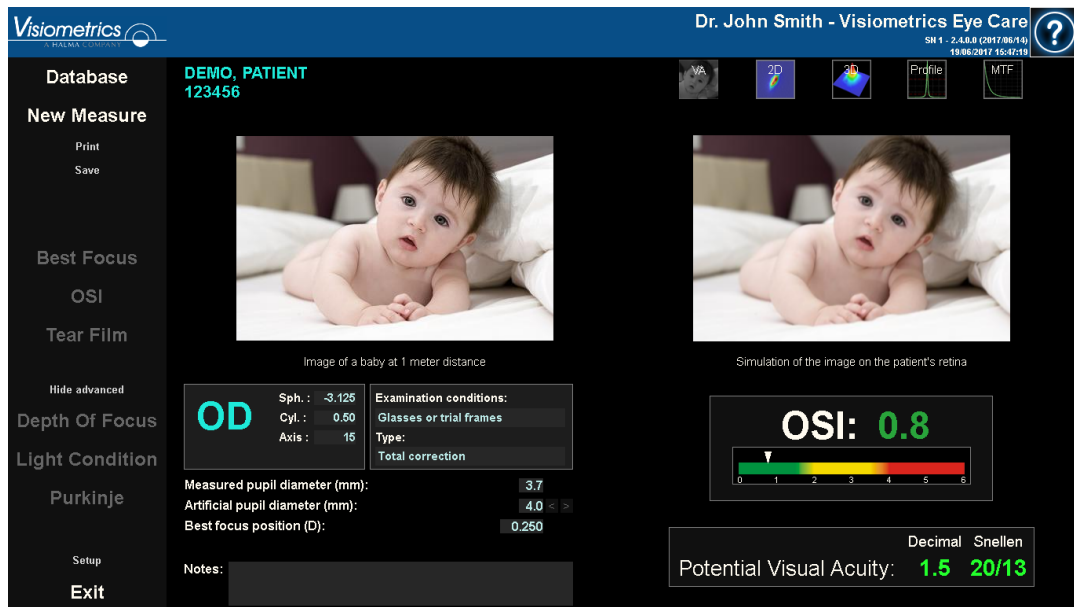 Visiometrics
A HALMA COMPANY
Dr. John Smith - Visiometrics Eye Care
SN 1 - 2.4.0.0 (2017/06/14)
19/06/2017 15:47:19
?
Database
New Measure
Print
Save
Best Focus
OSI
Tear Film
Hide advanced
Depth Of Focus
Light Condition
Purkinje
Setup
Exit
DEMO, PATIENT
123456
VA 2D 3D Profile MTF
Image of a baby at 1 meter distance
Simulation of the image on the patient's retina
OD
Sph. : -3.125
Cyl. : 0.50
Axis : 15
Examination conditions:
Glasses or trial frames
Type:
Total correction
Measured pupil diameter (mm): 3.7
Artificial pupil diameter (mm): 4.0 < >
Best focus position (D): 0.250
Notes:
OSI: 0.8
0 1 2 3 4 5 6
Decimal Snellen
Potential Visual Acuity: 1.5 20/13